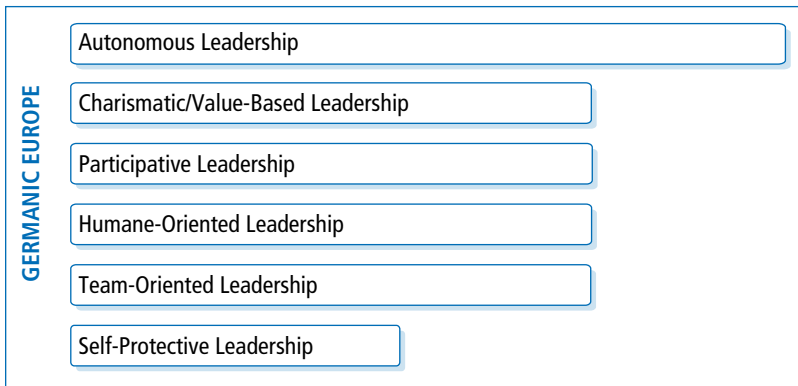 GERMANIC EUROPE
Autonomous Leadership
Charismatic/Value-Based Leadership
Participative Leadership
Humane-Oriented Leadership
Team-Oriented Leadership
Self-Protective Leadership